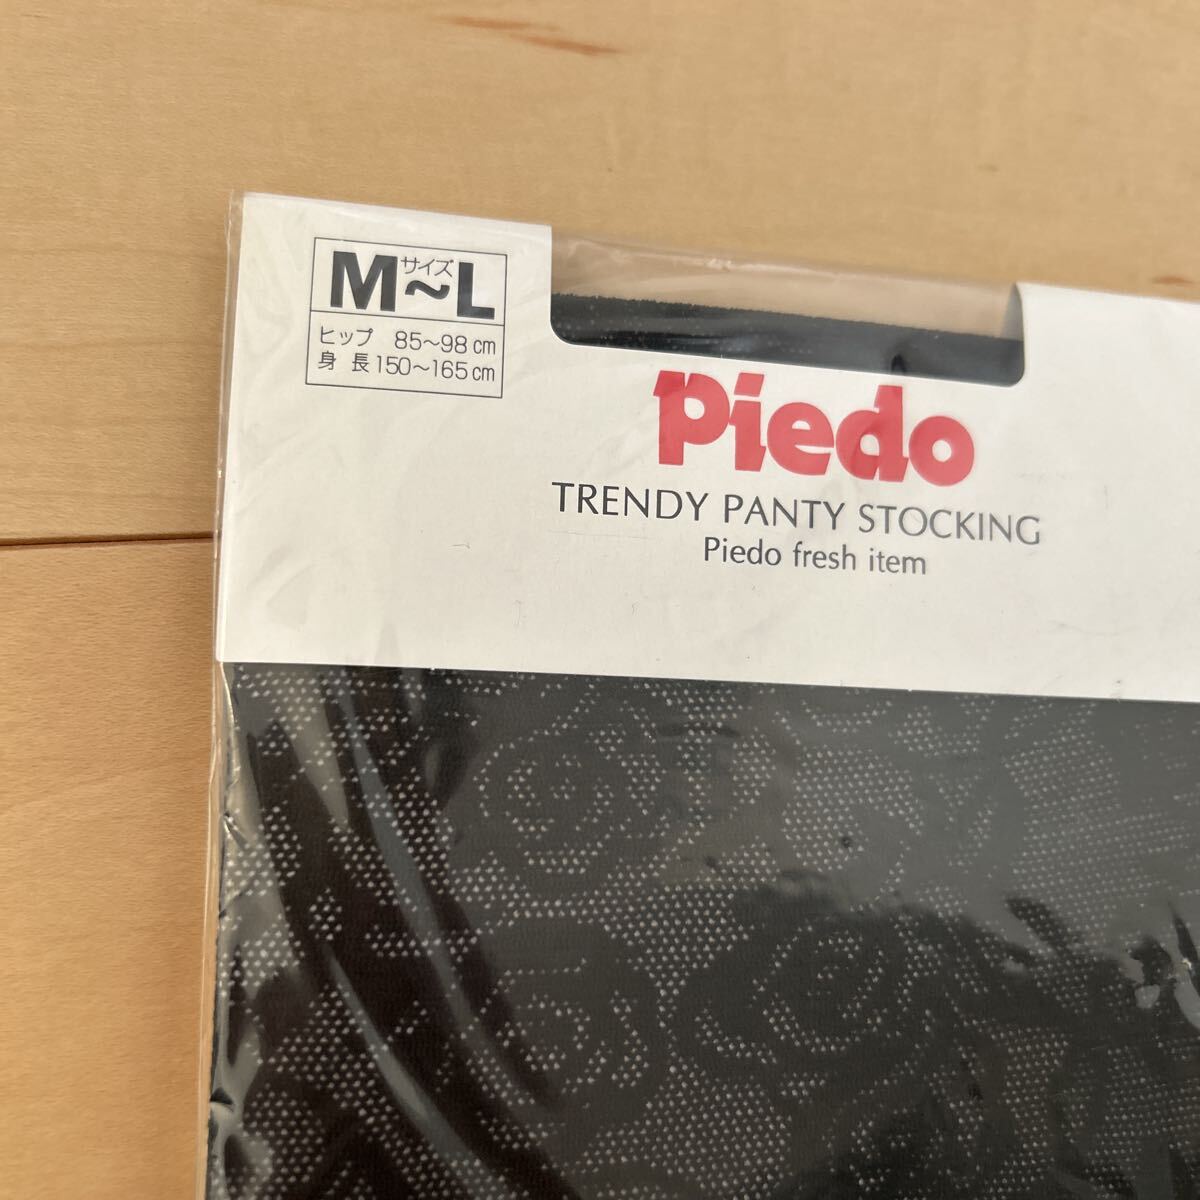 M～L サイズ
ヒップ 85～98 cm
身 長 150～165 cm
Piedo
TRENDY PANTY STOCKING
Piedo fresh item